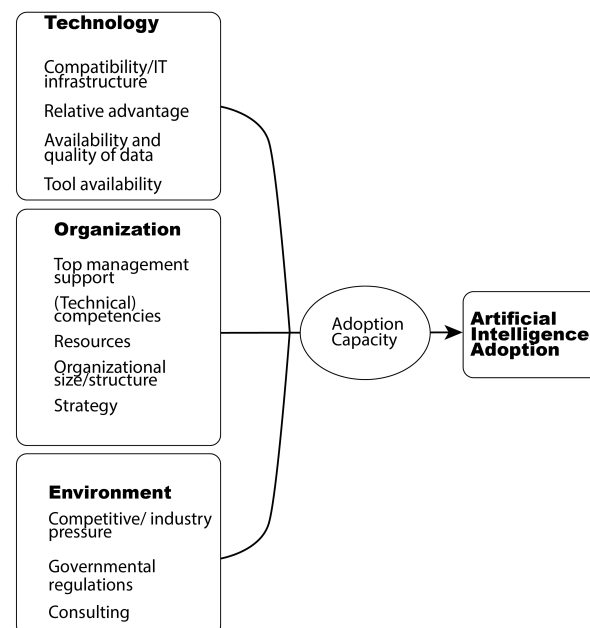 Technology
Compatibility/IT
infrastructure
Relative advantage
Availability and
quality of data
Tool availability
Organization
Top management
support
(Technical)
competencies
Resources
Organizational
size/structure
Strategy
Environment
Competitive/ industry
pressure
Governmental
regulations
Consulting
Adoption
Capacity
Artificial
Intelligence
Adoption